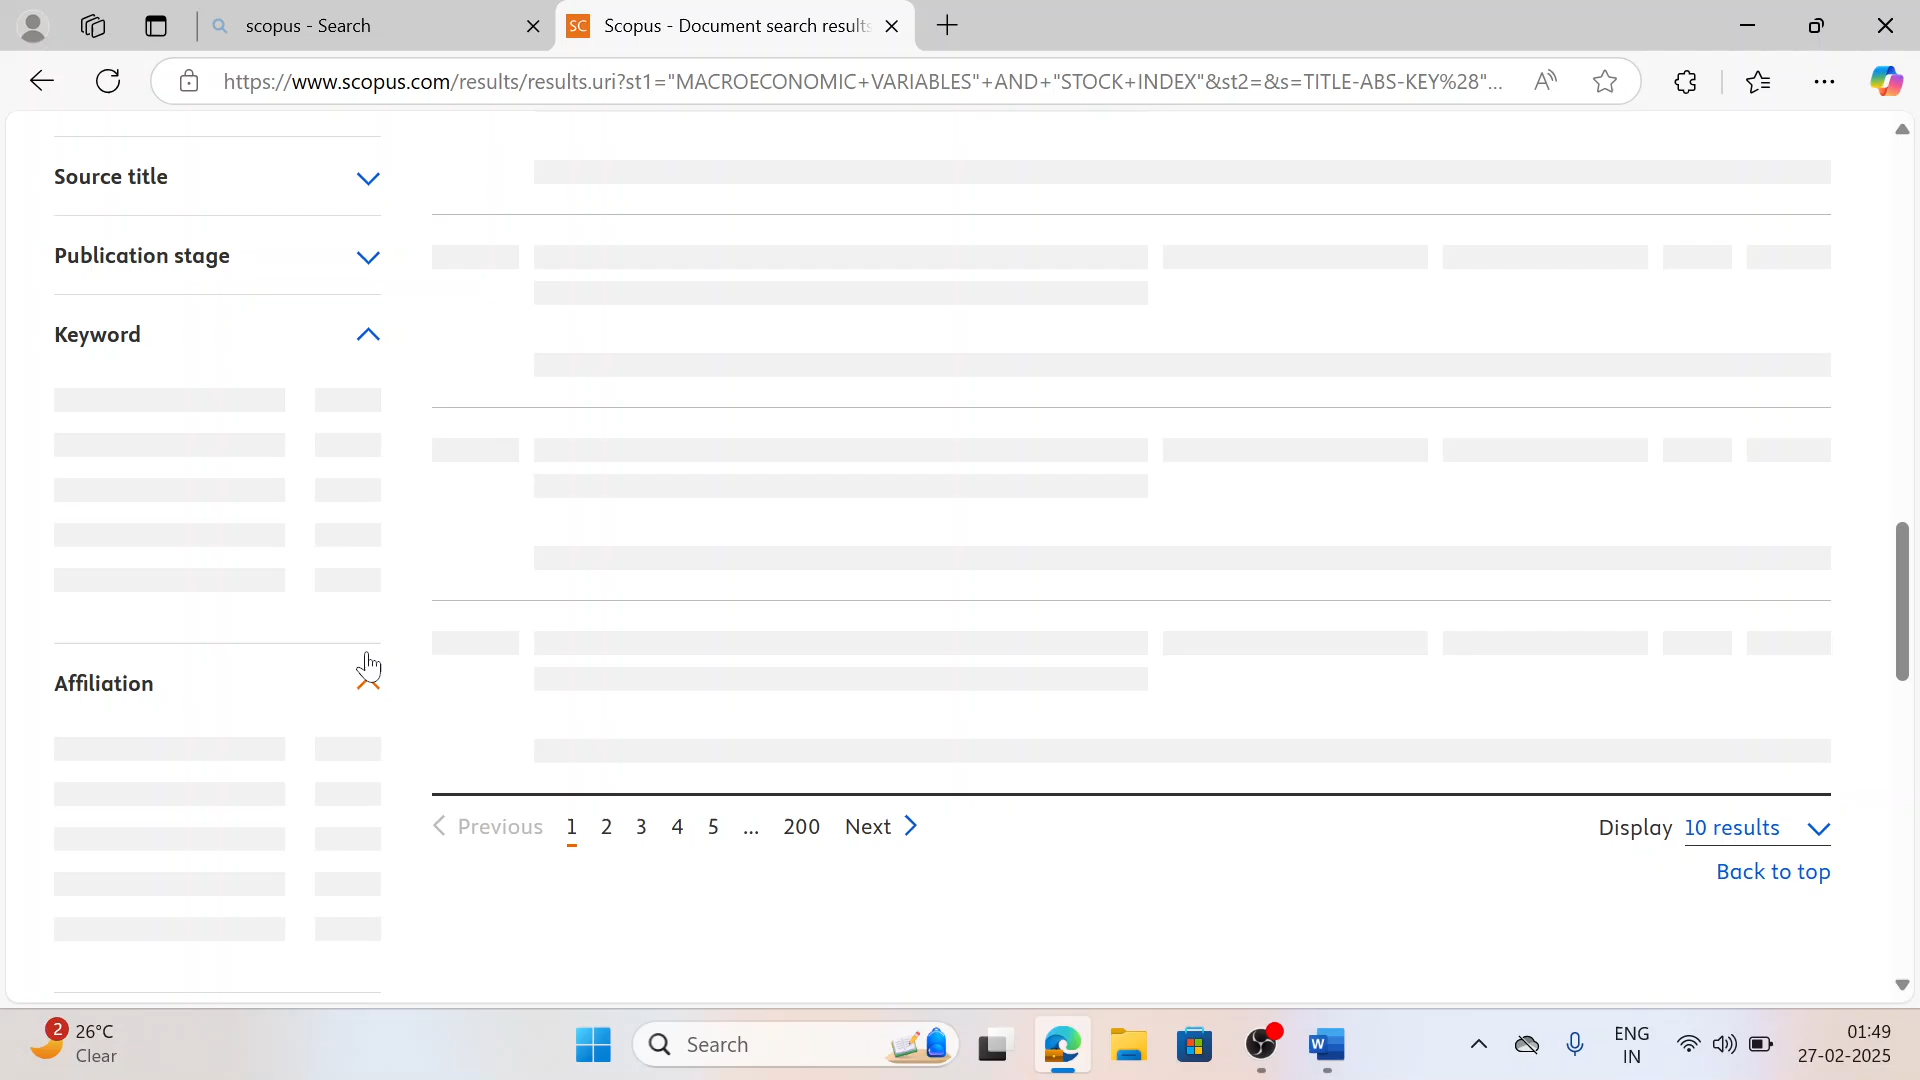 scopus - Search
SC
Scopus - Document search results
https://www.scopus.com/results/results.uri?st1="MACROECONOMIC+VARIABLES"+AND+"STOCK+INDEX"&st2=&s=TITLE-ABS-KEY%28"...
Source title
Publication stage
Keyword
Affiliation
Previous 1 2 3 4 5 ... 200 Next
Display 10 results
Back to top
2
26°C
Clear
Search
W
ENG
IN
01:49
27-02-2025